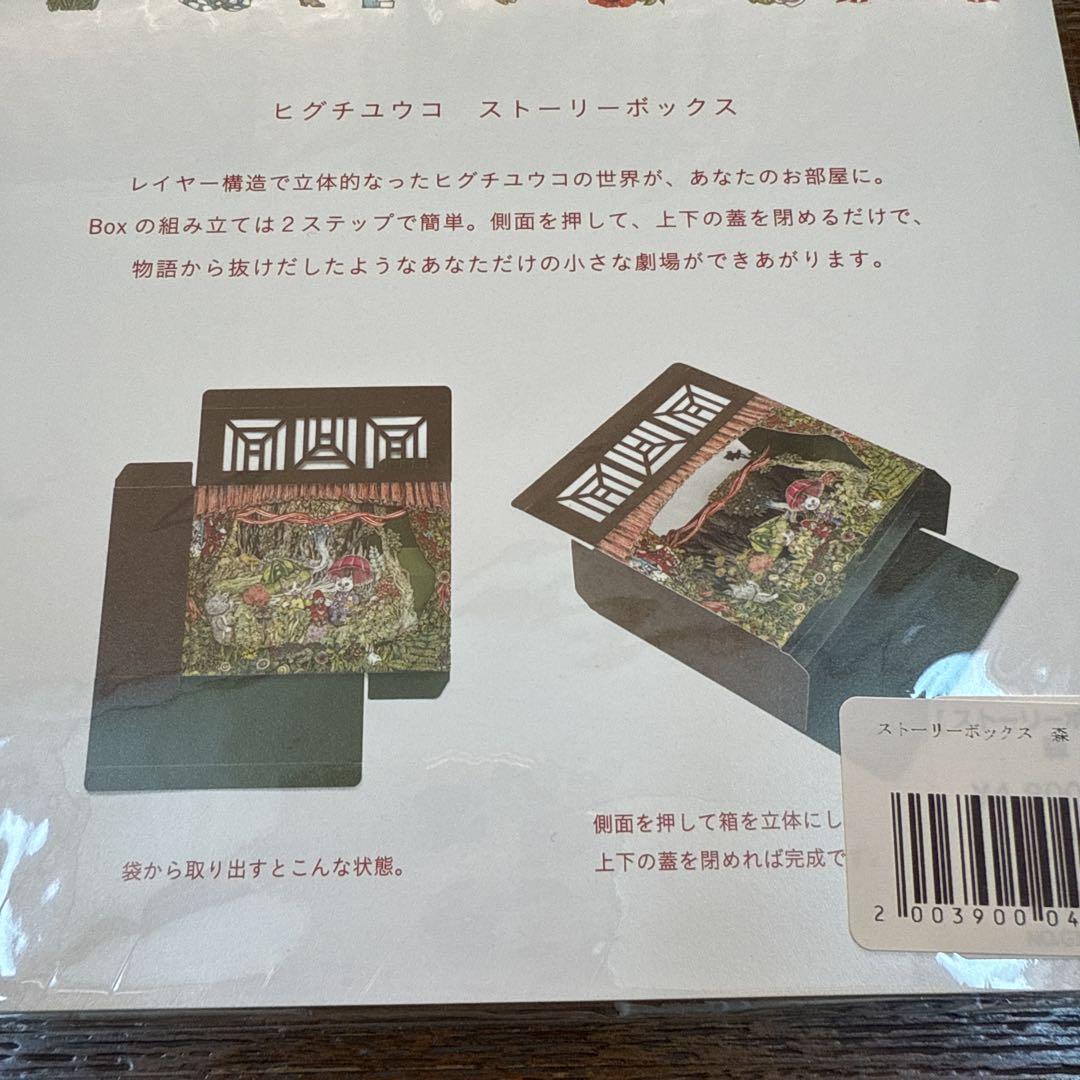 ヒグチユウコ ストーリーボックス
レイヤー構造で立体的なったヒグチユウコの世界が、あなたのお部屋に。
Box の組み立ては2ステップで簡単。側面を押して、上下の蓋を閉めるだけで、
物語から抜けだしたようなあなただけの小さな劇場ができあがります。
袋から取り出すとこんな状態。
側面を押して箱を立体にし
上下の蓋を閉めれば完成で
ストーリーボックス 森
2 003900 04